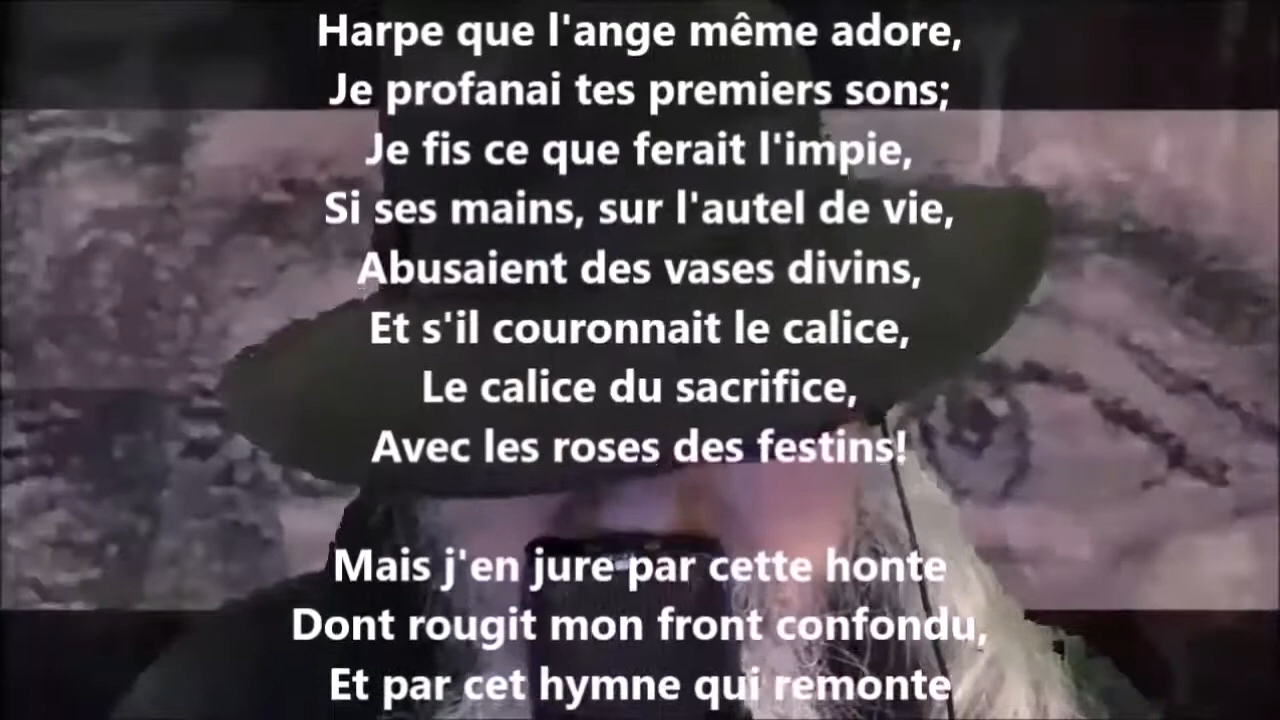 Harpe que l'ange même adore,
Je profanai tes premiers sons;
Je fis ce que ferait l'impie,
Si ses mains, sur l'autel de vie,
Abusaient des vases divins,
Et s'il couronnait le calice,
Le calice du sacrifice,
Avec les roses des festins!
Mais j'en jure par cette honte
Dont rougit mon front confondu,
Et par cet hymne qui remonte